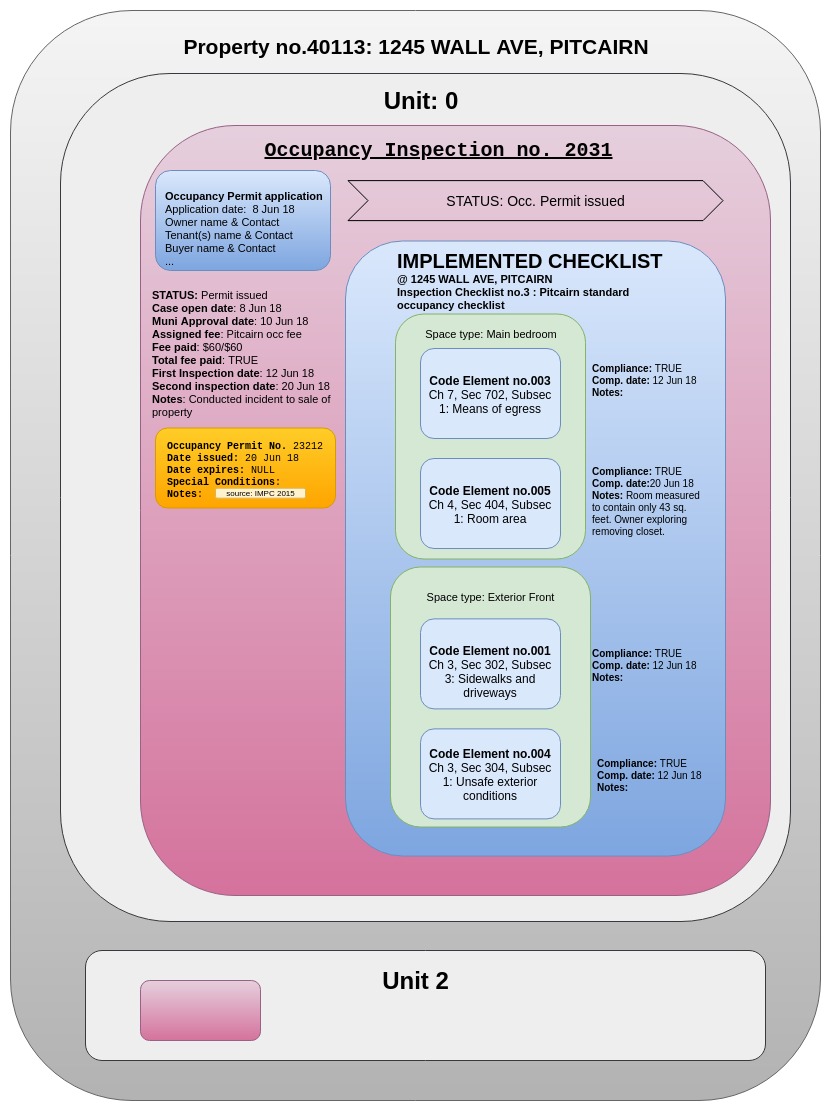 Property no.40113: 1245 WALL AVE, PITCAIRN
Unit: 0
Occupancy Inspection no. 2031
Occupancy Permit application
Application date:  8 Jun 18
Owner name & Contact
Tenant(s) name & Contact
Buyer name & Contact
...
STATUS: Occ. Permit issued
STATUS: Permit issued
Case open date: 8 Jun 18
Muni Approval date: 10 Jun 18
Assigned fee: Pitcairn occ fee
Fee paid: $60/$60
Total fee paid: TRUE
First Inspection date: 12 Jun 18
Second inspection date: 20 Jun 18
Notes: Conducted incident to sale of
property
Occupancy Permit No. 23212
Date issued: 20 Jun 18
Date expires: NULL
Special Conditions:
Notes:
source: IMPC 2015
IMPLEMENTED CHECKLIST
@ 1245 WALL AVE, PITCAIRN
Inspection Checklist no.3 : Pitcairn standard
occupancy checklist
Space type: Main bedroom
Code Element no.003
Ch 7, Sec 702, Subsec
1: Means of egress
Compliance: TRUE
Comp. date: 12 Jun 18
Notes:
Code Element no.005
Ch 4, Sec 404, Subsec
1: Room area
Compliance: TRUE
Comp. date:20 Jun 18
Notes: Room measured
to contain only 43 sq.
feet. Owner exploring
removing closet.
Space type: Exterior Front
Code Element no.001
Ch 3, Sec 302, Subsec
3: Sidewalks and
driveways
Compliance: TRUE
Comp. date: 12 Jun 18
Notes:
Code Element no.004
Ch 3, Sec 304, Subsec
1: Unsafe exterior
conditions
Compliance: TRUE
Comp. date: 12 Jun 18
Notes:
Unit 2